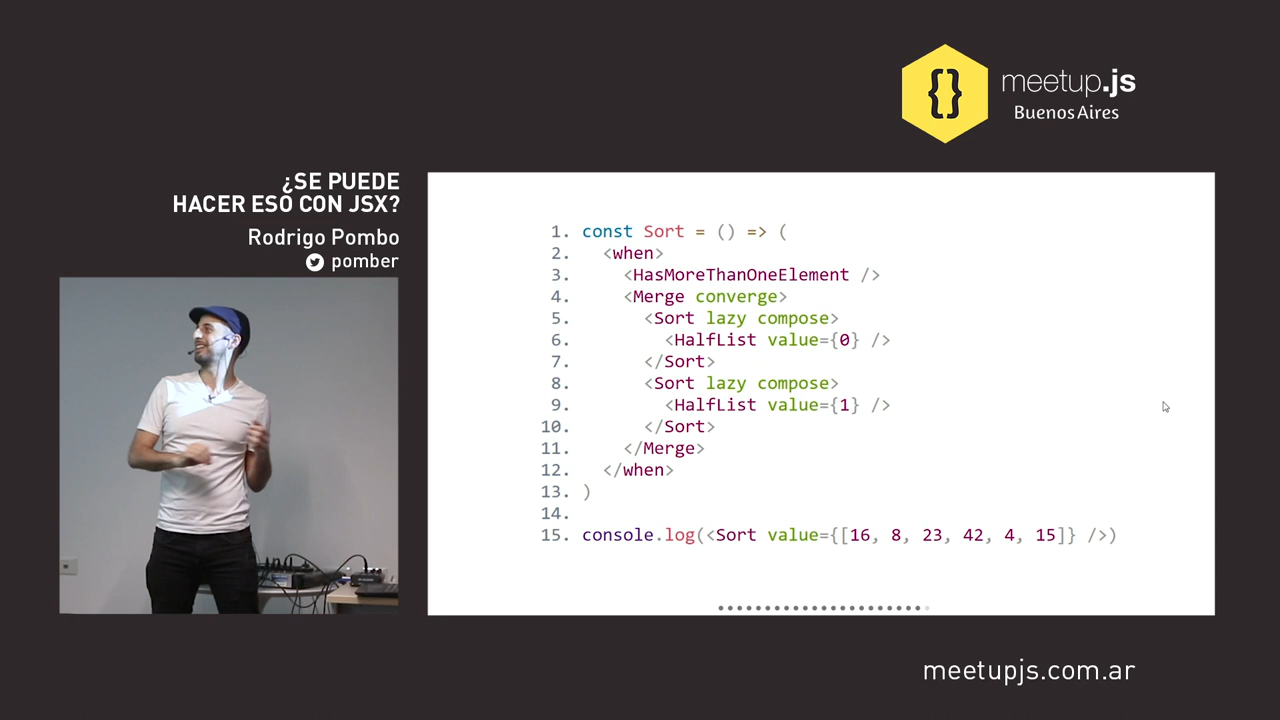 {}
meetup.js
Buenos Aires
¿SE PUEDE
HACER ESO CON JSX?
Rodrigo Pombo
pomber
1. const Sort = () => (
2. <when>
3. <HasMoreThanOneElement />
4. <Merge converge>
5. <Sort lazy compose>
6. <HalfList value={0} />
7. </Sort>
8. <Sort lazy compose>
9. <HalfList value={1} />
10. </Sort>
11. </Merge>
12. </when>
13. )
14.
15. console.log(<Sort value={[16, 8, 23, 42, 4, 15]} />)
meetupjs.com.ar